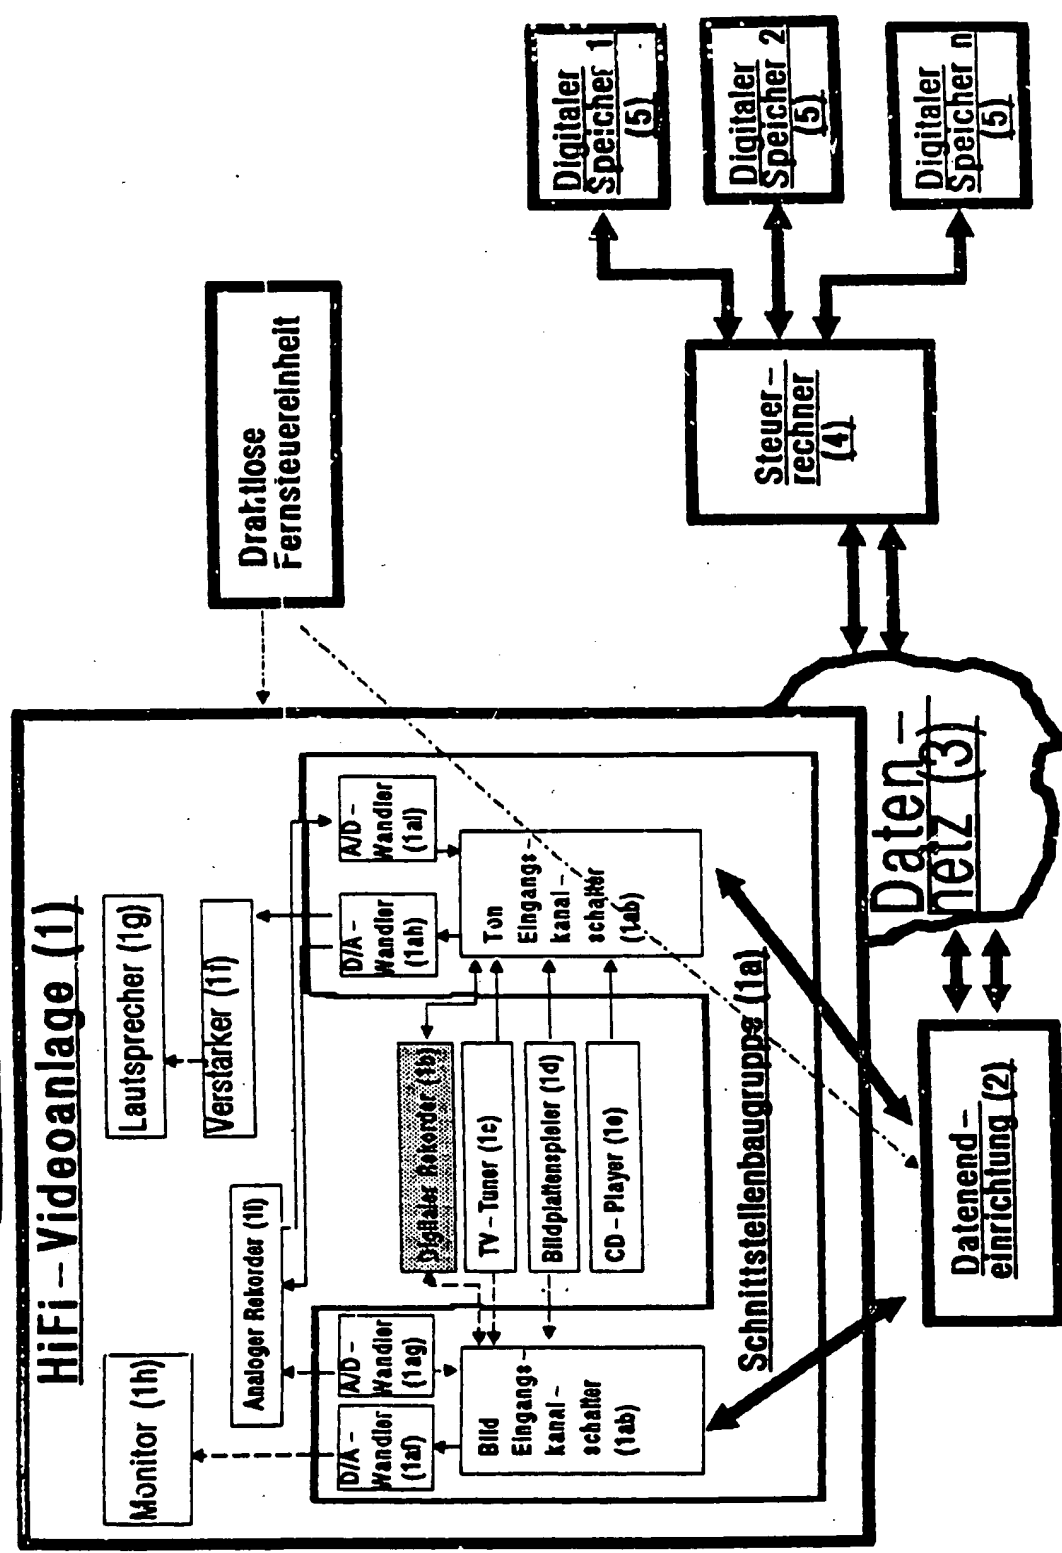 HiFi – Videoanlage (1)
Monitor (1h)
Lautsprecher (1g)
Verstärker (1f)
Analoger Rekorder (1i)
D/A –
Wandler
(1af)
A/D –
Wandler
(1ag)
D/A –
Wandler
(1ah)
A/D –
Wandler
(1ai)
Bild
Eingangs-
kanal –
schalter
(1ab)
Digitaler Rekorder (1b)
TV – Tuner (1c)
Bildplattenspieler (1d)
CD – Player (1e)
Ton
Eingangs-
kanal –
schalter
(1ab)
Schnittstellenbaugruppe (1a)
Drahtlose
Fernsteuereinheit
Datenend –
einrichtung (2)
Daten –
netz (3)
Steuer –
rechner
(4)
Digitaler
Speicher 1
(5)
Digitaler
Speicher 2
(5)
Digitaler
Speicher n
(5)